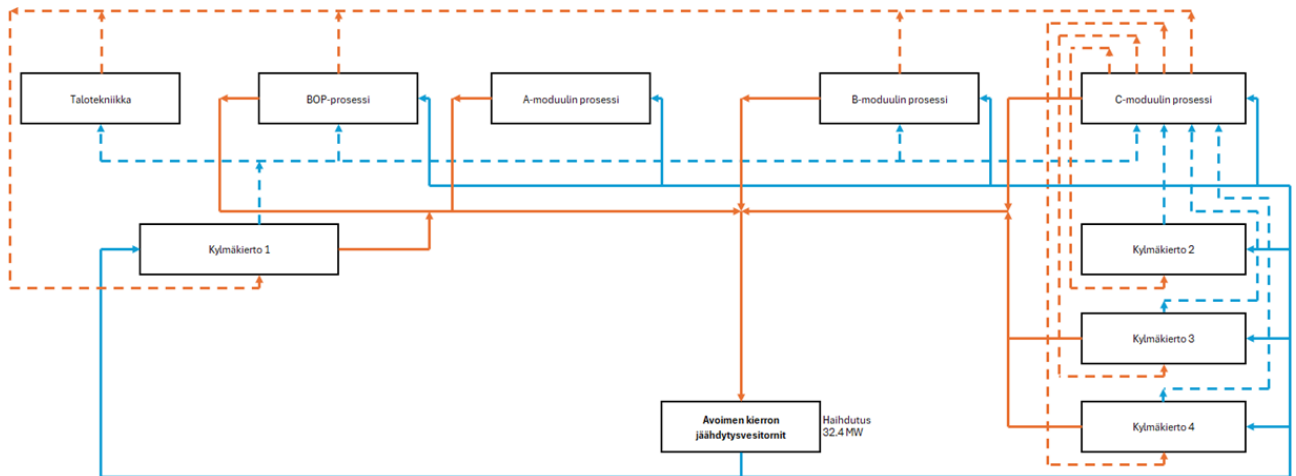 Talotekniikka
BOP-prosessi
A-moduulin prosessi
B-moduulin prosessi
C-moduulin prosessi
Kylmäkierto 1
Kylmäkierto 2
Kylmäkierto 3
Kylmäkierto 4
Avoimen kierron
jäähdytysvesitornit
Haihdutus
32.4 MW